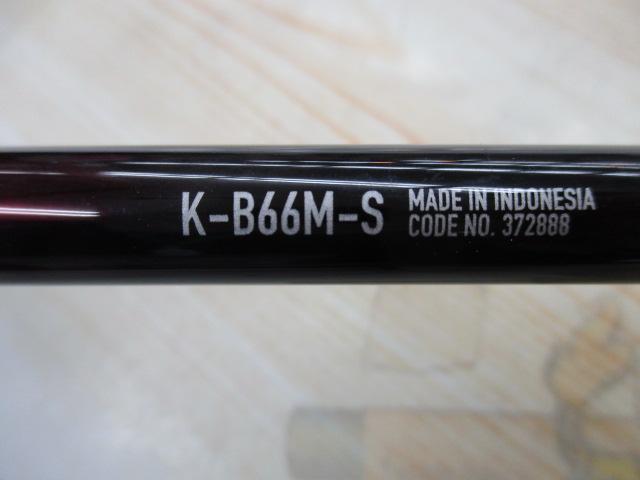 K-B66M-S
MADE IN INDONESIA
CODE NO. 372888